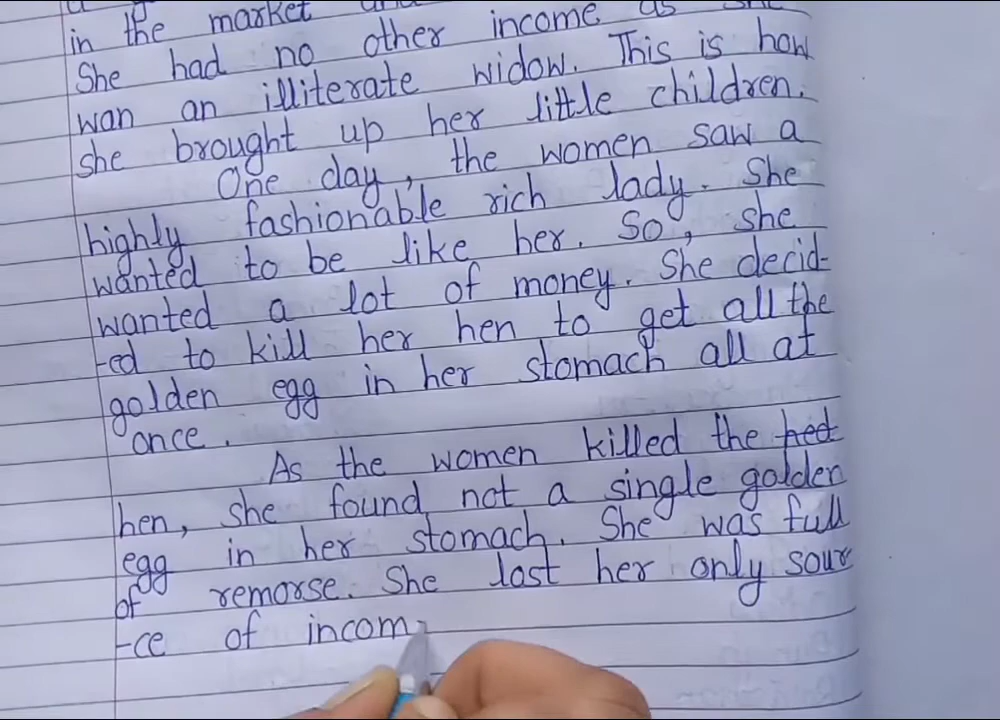 in the market
She had no other income as she
wan an illiterate widow. This is how
she brought up her little children.
One day, the women saw a
highly fashionable rich lady. She
wanted to be like her. So, she
wanted a lot of money. She decid-
-ed to kill her hen to get all the
golden egg in her stomach all at
once.
As the women killed the hed
hen, she found not a single golden
egg in her stomach. She was full
of remorse. She lost her only sour
-ce of incom